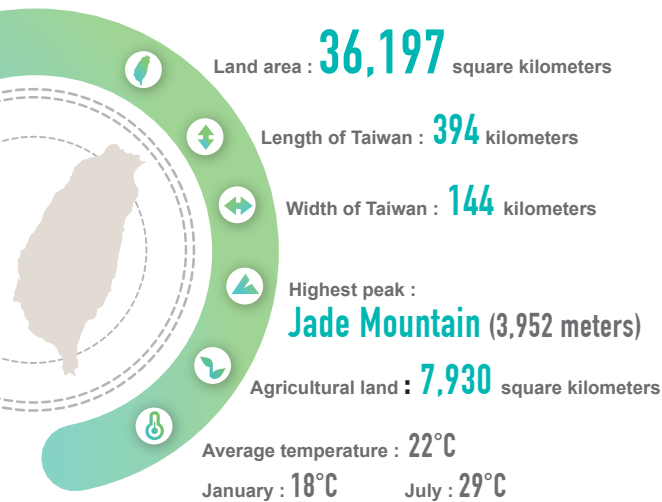 Land area : 36,197 square kilometers
Length of Taiwan : 394 kilometers
Width of Taiwan : 144 kilometers
Highest peak :
Jade Mountain (3,952 meters)
Agricultural land : 7,930 square kilometers
Average temperature : 22°C
January : 18°C July : 29°C